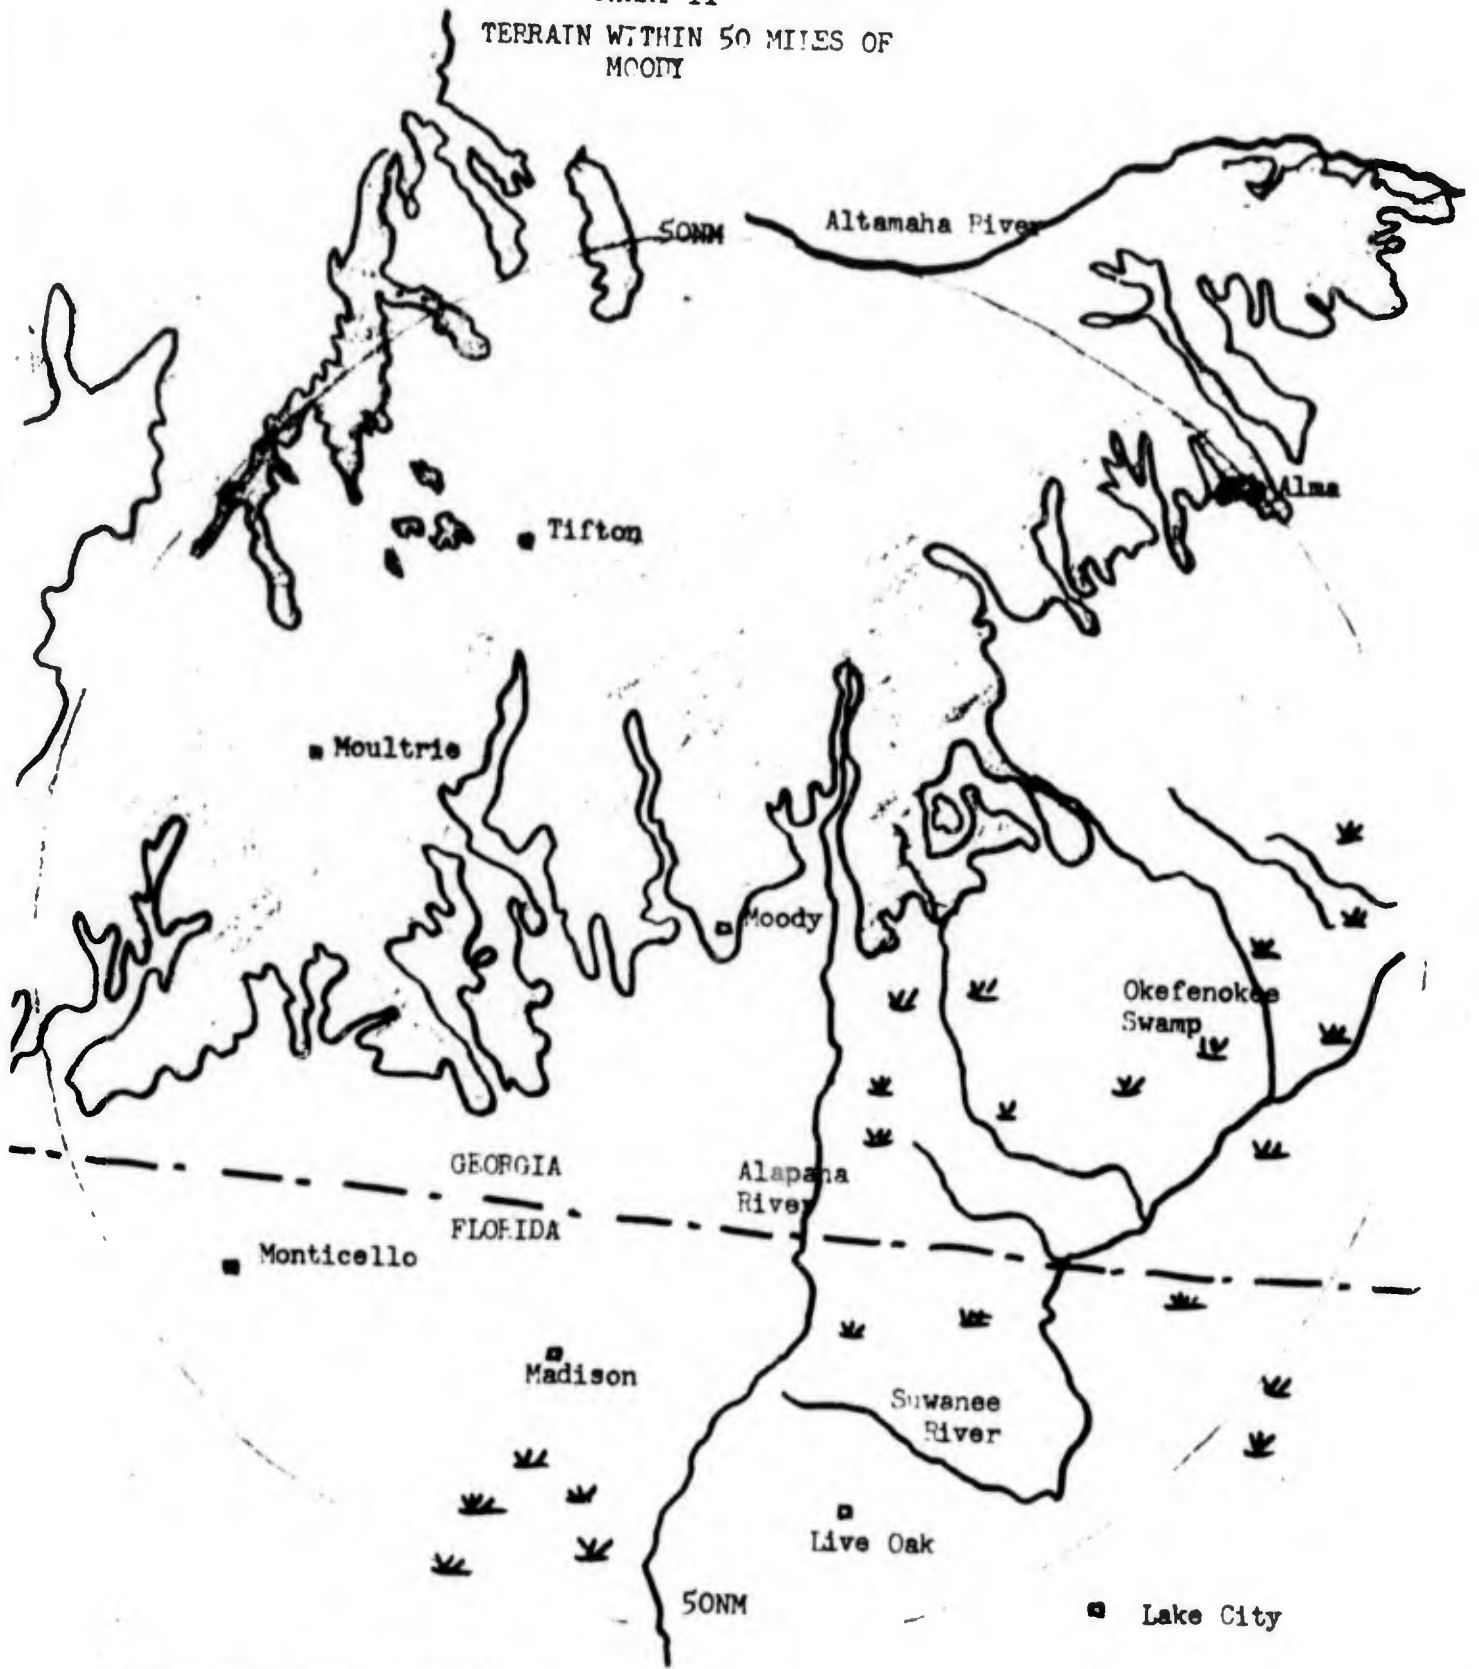 TERRAIN WITHIN 50 MILES OF
MOODY
50NM
Altamaha River
Alma
Tifton
Moultrie
Moody
Okefenokee
Swamp
GEORGIA
Alapaha
River
FLORIDA
Monticello
Madison
Suwanee
River
Live Oak
50NM
Lake City